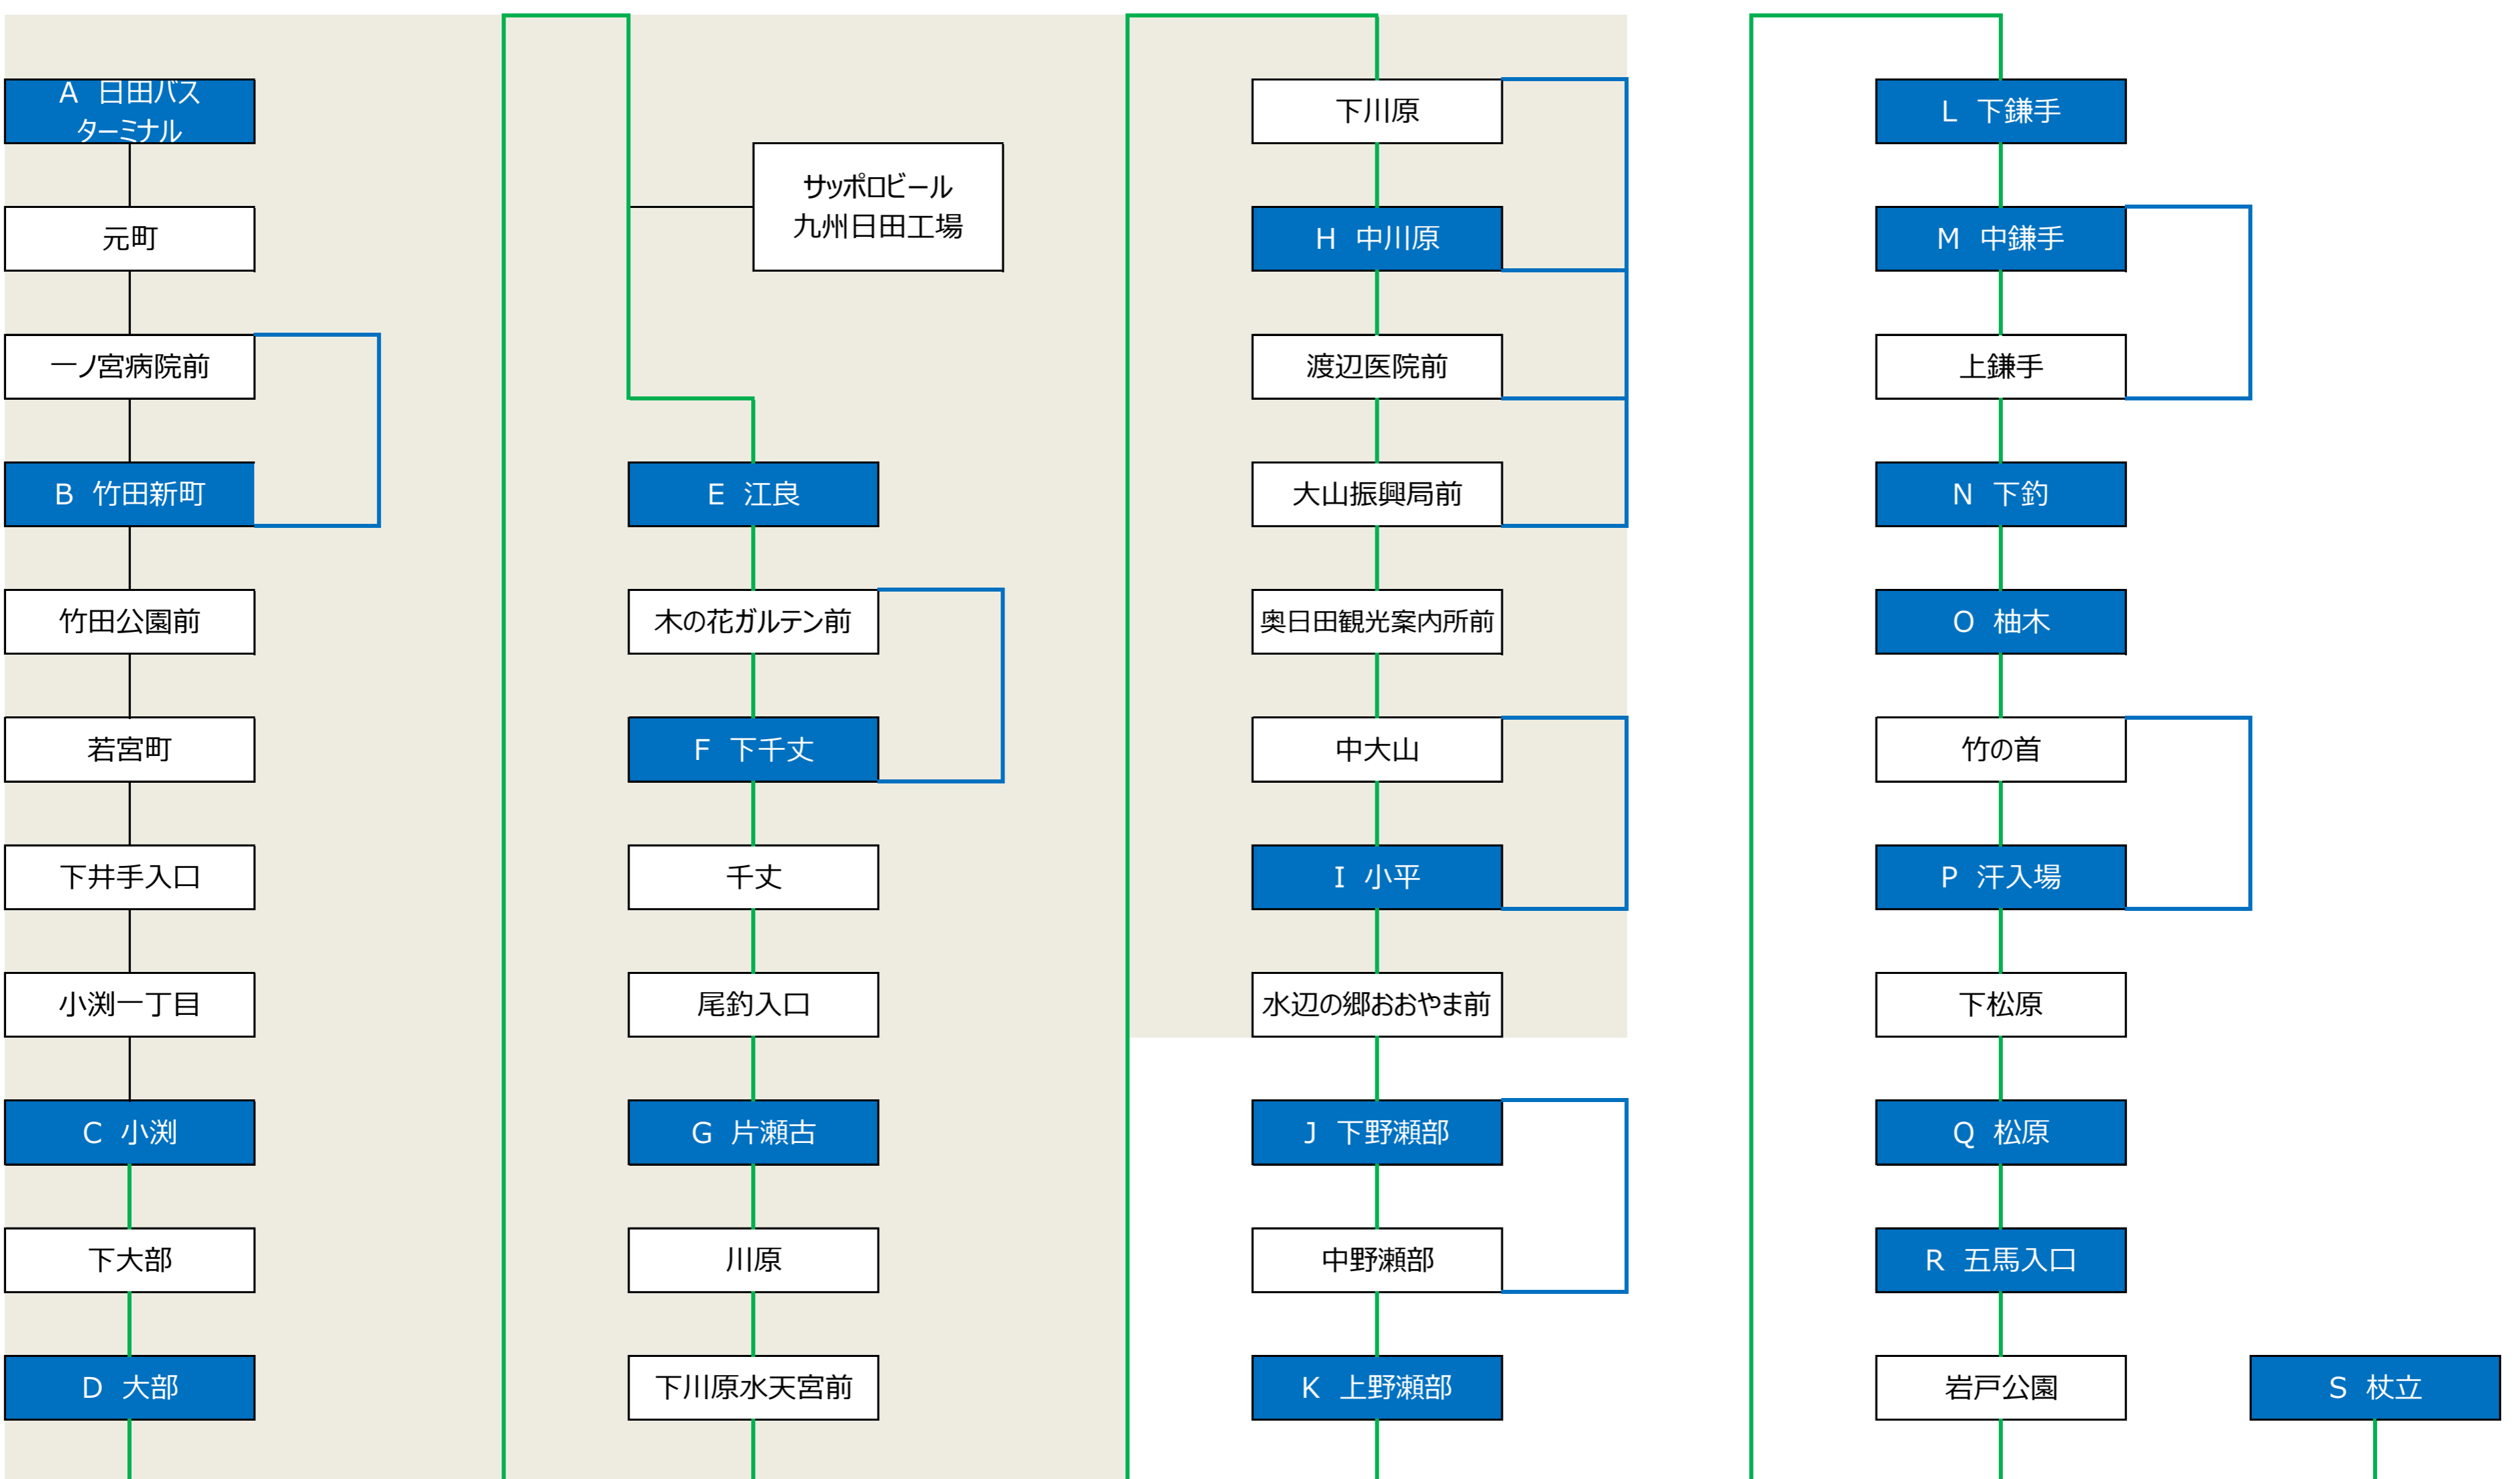 A 日田バス
ターミナル
元町
一ノ宮病院前
B 竹田新町
竹田公園前
若宮町
下井手入口
小渕一丁目
C 小渕
下大部
D 大部
サッポロビール
九州日田工場
E 江良
木の花ガルテン前
F 下千丈
千丈
尾釣入口
G 片瀬古
川原
下川原水天宮前
下川原
H 中川原
渡辺医院前
大山振興局前
奥日田観光案内所前
中大山
I 小平
水辺の郷おおやま前
J 下野瀬部
中野瀬部
K 上野瀬部
L 下鎌手
M 中鎌手
上鎌手
N 下釣
O 柚木
竹の首
P 汗入場
下松原
Q 松原
R 五馬入口
岩戸公園
S 杖立